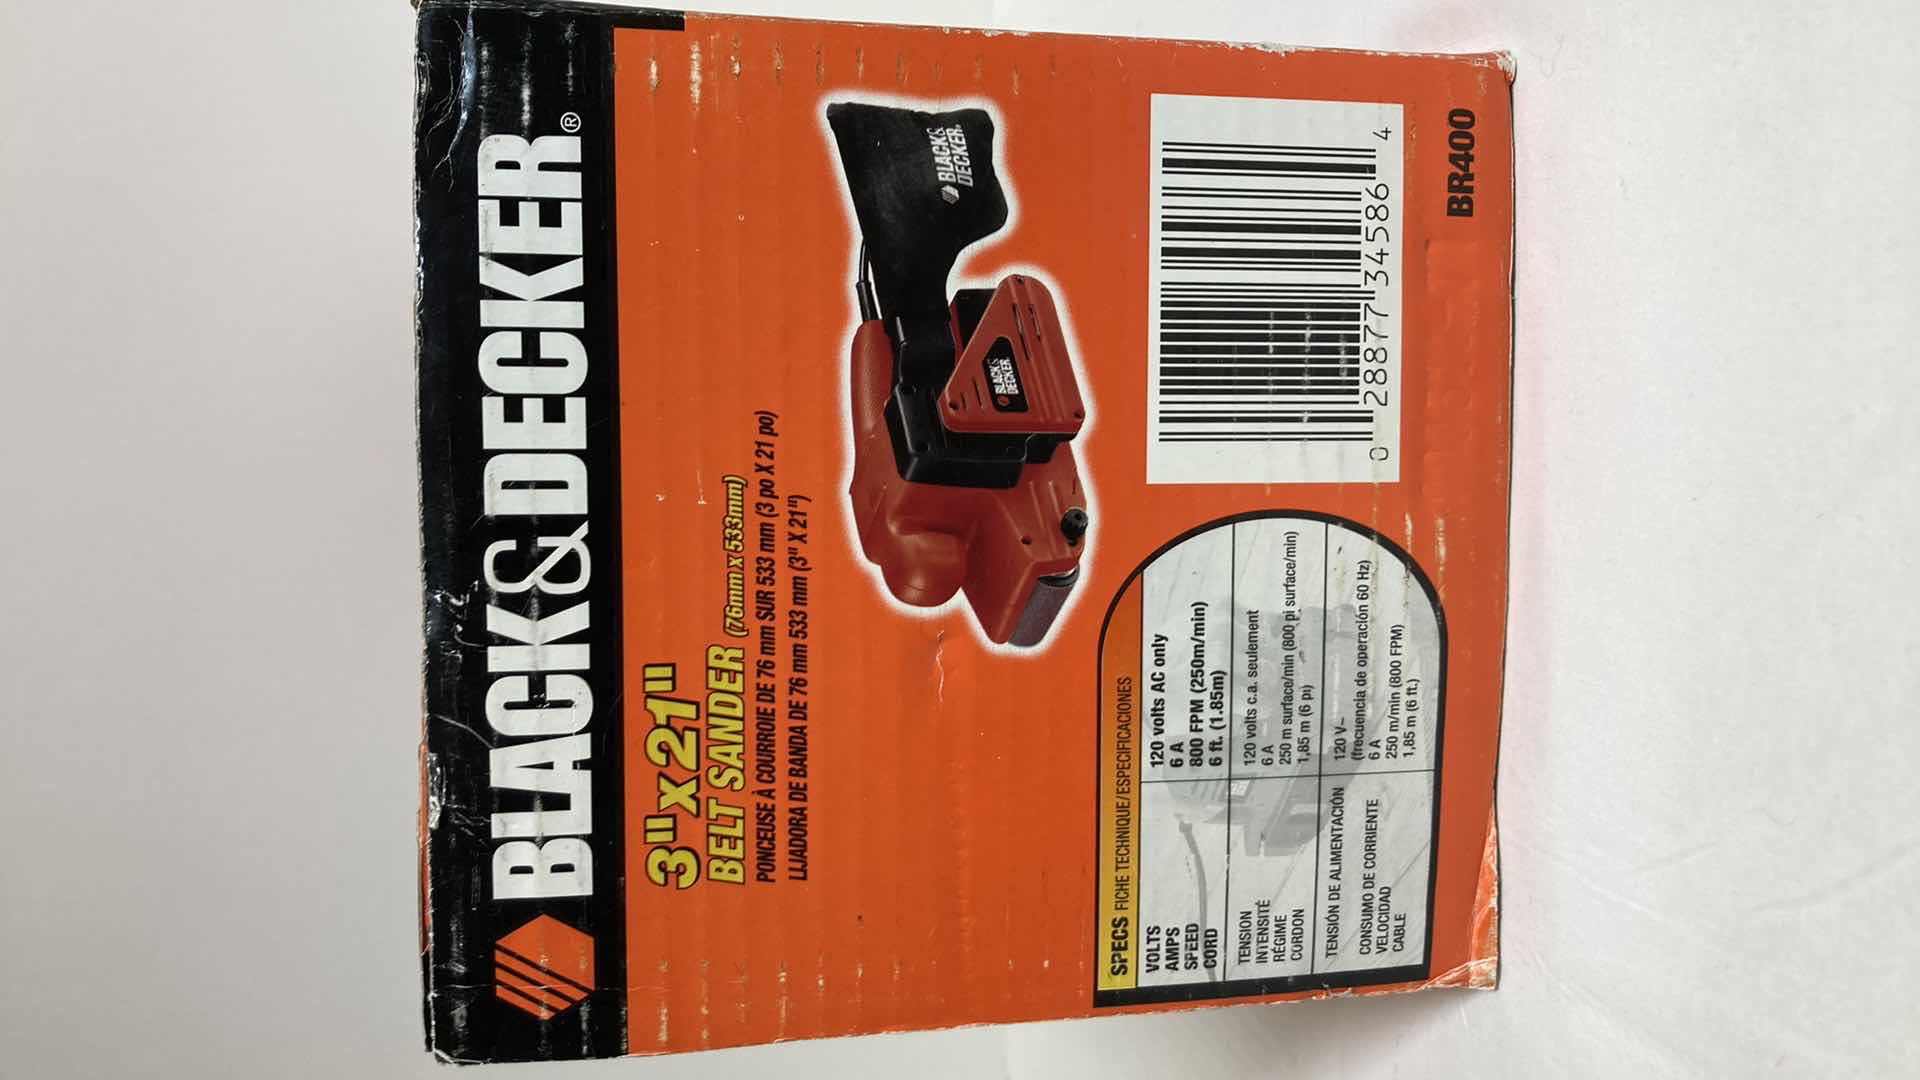 BLACK&DECKER®
3"x21"
BELT SANDER (76mm x 533mm)
PONCEUSE À COURROIE DE 76 mm SUR 533 mm (3 po X 21 po)
LIJADORA DE BANDA DE 76 mm 533 mm (3" X 21")
BLACK&
DECKER.
BLACK&
DECKER.
SPECS FICHE TECHNIQUE/ESPECIFICACIONES
VOLTS 120 volts AC only
AMPS 6 A
SPEED 800 FPM (250m/min)
CORD 6 ft. (1.85m)
TENSION 120 volts c.a. seulement
INTENSITÉ 6 A
RÉGIME 250 m surface/min (800 pi surface/min)
CORDON 1,85 m (6 pi)
TENSIÓN DE ALIMENTACIÓN 120 V~
(frecuencia de operación 60 Hz)
CONSUMO DE CORRIENTE 6 A
VELOCIDAD 250 m/min (800 FPM)
CABLE 1,85 m (6 ft.)
0 28877 34586 4
BR400